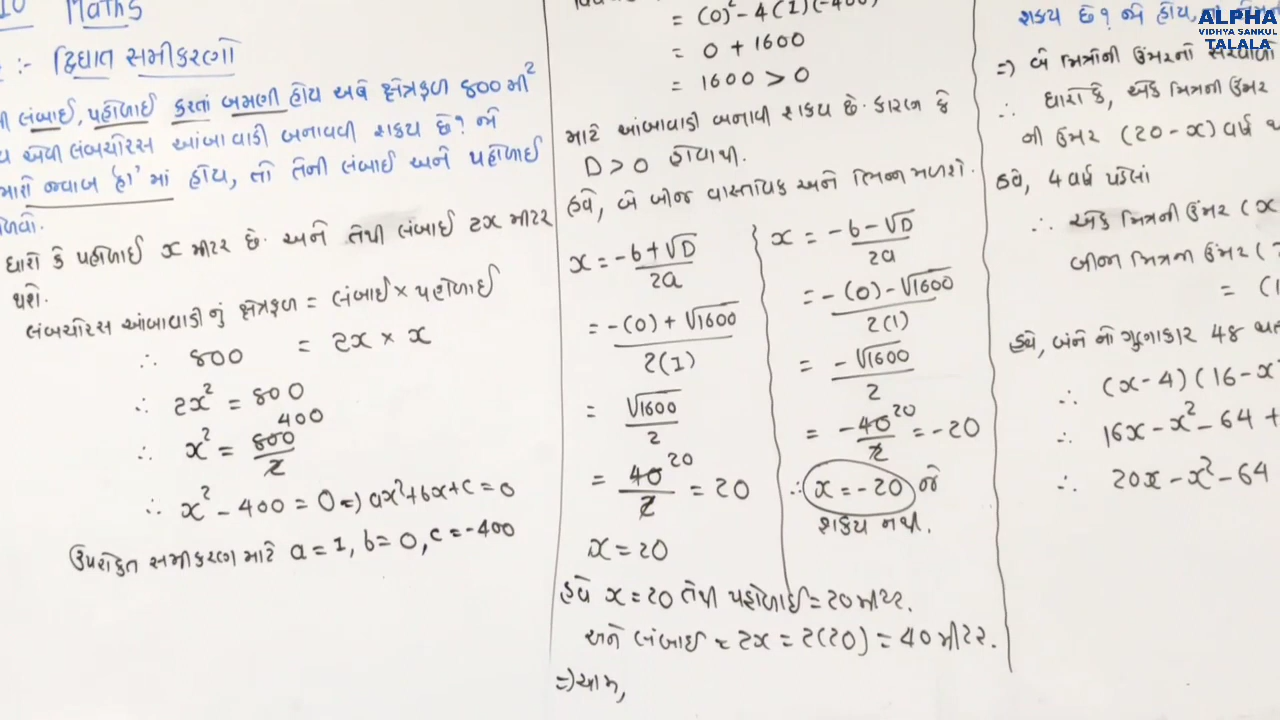 10 Maths
:- દ્વિઘાત સમીકરણો
ની લંબાઈ, પહોળાઈ કરતાં બમણી હોય અને ક્ષેત્રફળ 800 મી²
ય એવી લંબચોરસ આંબાવાડી બનાવવી શક્ય છે? જો
મારો જવાબ 'હા' માં હોય, તો તેની લંબાઈ અને પહોળાઈ
ધારો કે પહોળાઈ x મીટર છે. અને તેથી લંબાઈ 2x મીટર
થશે.
લંબચોરસ આંબાવાડી નું ક્ષેત્રફળ = લંબાઈ × પહોળાઈ
∴ 800 = 2x × x
∴ 2x² = 800
∴ x² = 800/2 400
∴ x² - 400 = 0 ⇒ ax²+bx+c = 0
ઉપરોક્ત સમીકરણ માટે a = 1, b = 0, c = -400
= (0)² - 4(1)(-400)
= 0 + 1600
= 1600 > 0
માટે આંબાવાડી બનાવી શક્ય છે. કારણ કે
D > 0 હોવાથી.
હવે, બે બીજ વાસ્તવિક અને ભિન્ન મળશે.
x = -b + √D / 2a
= -(0) + √1600 / 2(1)
= √1600 / 2
= 40/2 20 = 20
x = 20
x = -b - √D / 2a
= -(0) - √1600 / 2(1)
= -√1600 / 2
= -40/2 20 = -20
∴ x = -20 જે
શક્ય નથી.
હવે x = 20 તેથી પહોળાઈ = 20 મીટર.
અને લંબાઈ = 2x = 2(20) = 40 મીટર.
⇒ આમ,
શક્ય છે? જો હોય, તો
⇒ બે મિત્રોની ઉંમરનો સરવાળો
∴ ધારો કે, એક મિત્રની ઉંમર
ની ઉંમર (20-x) વર્ષ થ
હવે, 4 વર્ષ પહેલાં
∴ એક મિત્રની ઉંમર (x
બીજા મિત્રના ઉંમર (
= (1
હવે, બંને નો ગુણાકાર 48 થત
∴ (x-4)(16-x
∴ 16x - x² - 64 +
∴ 20x - x² - 64
ALPHA
VIDHYA SANKUL
TALALA